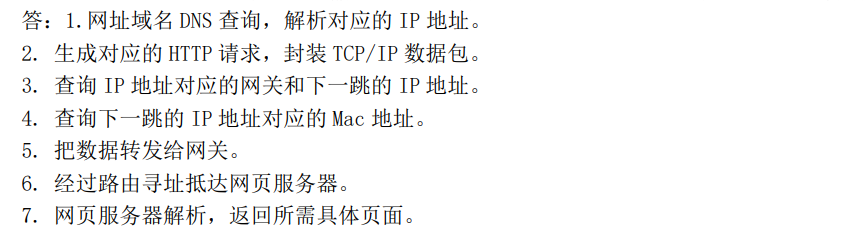 答：1.网址域名 DNS 查询，解析对应的 IP 地址。
2. 生成对应的 HTTP 请求，封装 TCP/IP 数据包。
3. 查询 IP 地址对应的网关和下一跳的 IP 地址。
4. 查询下一跳的 IP 地址对应的 Mac 地址。
5. 把数据转发给网关。
6. 经过路由寻址抵达网页服务器。
7. 网页服务器解析，返回所需具体页面。